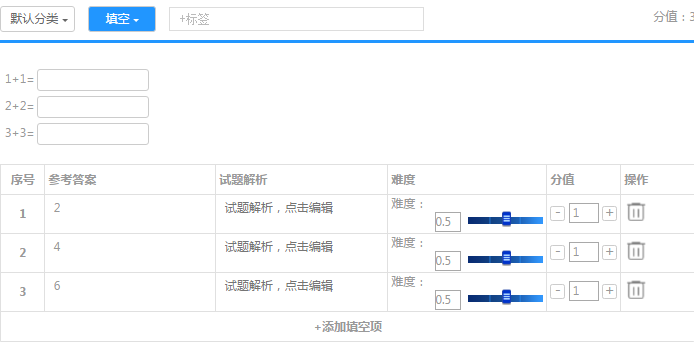 默认分类 填空 +标签 分值：3
1+1=
2+2=
3+3=
序号 参考答案 试题解析 难度 分值 操作
1 2 试题解析，点击编辑 难度： 0.5 - 1 +
2 4 试题解析，点击编辑 难度： 0.5 - 1 +
3 6 试题解析，点击编辑 难度： 0.5 - 1 +
+添加填空项